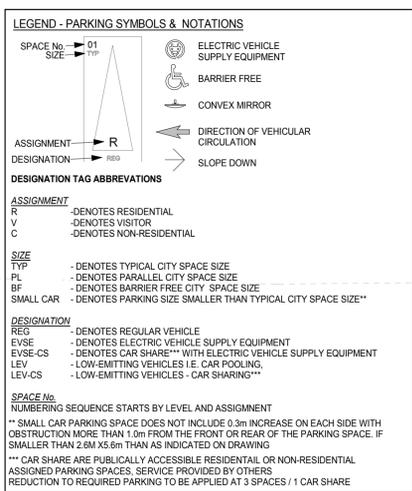 LEGEND - PARKING SYMBOLS & NOTATIONS
SPACE No. 01
SIZE TYP
ELECTRIC VEHICLE
SUPPLY EQUIPMENT
BARRIER FREE
CONVEX MIRROR
DIRECTION OF VEHICULAR
CIRCULATION
ASSIGNMENT R
DESIGNATION REG
SLOPE DOWN
DESIGNATION TAG ABBREVATIONS
ASSIGNMENT
R -DENOTES RESIDENTIAL
V -DENOTES VISITOR
C -DENOTES NON-RESIDENTIAL
SIZE
TYP - DENOTES TYPICAL CITY SPACE SIZE
PL - DENOTES PARALLEL CITY SPACE SIZE
BF - DENOTES BARRIER FREE CITY SPACE SIZE
SMALL CAR - DENOTES PARKING SIZE SMALLER THAN TYPICAL CITY SPACE SIZE**
DESIGNATION
REG - DENOTES REGULAR VEHICLE
EVSE - DENOTES ELECTRIC VEHICLE SUPPLY EQUIPMENT
EVSE-CS - DENOTES CAR SHARE*** WITH ELECTRIC VEHICLE SUPPLY EQUIPMENT
LEV - LOW-EMITTING VEHICLES I.E. CAR POOLING,
LEV-CS - LOW-EMITTING VEHICLES - CAR SHARING***
SPACE No.
NUMBERING SEQUENCE STARTS BY LEVEL AND ASSIGMNENT
** SMALL CAR PARKING SPACE DOES NOT INCLUDE 0.3m INCREASE ON EACH SIDE WITH
OBSTRUCTION MORE THAN 1.0m FROM THE FRONT OR REAR OF THE PARKING SPACE. IF
SMALLER THAN 2.6M X5.6m THAN AS INDICATED ON DRAWING
*** CAR SHARE ARE PUBLICALLY ACCESSIBLE RESIDENTAIL OR NON-RESIDENTIAL
ASSIGNED PARKING SPACES, SERVICE PROVIDED BY OTHERS
REDUCTION TO REQUIRED PARKING TO BE APPLIED AT 3 SPACES / 1 CAR SHARE